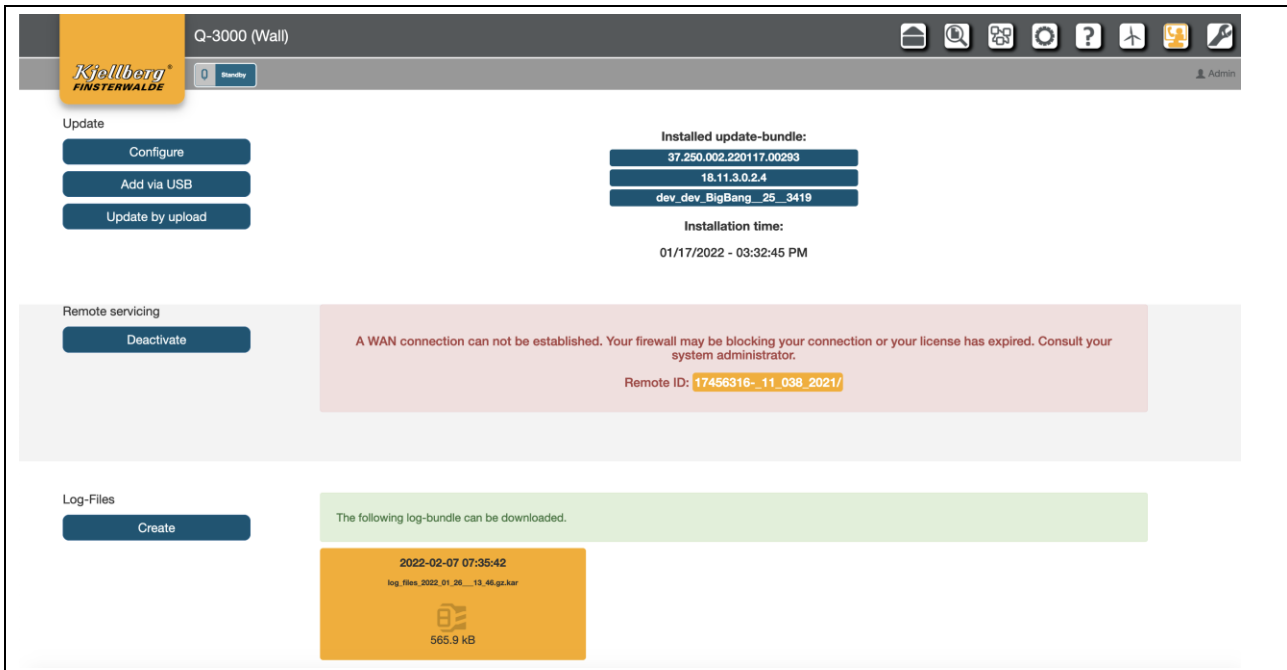 Q-3000 (Wall)
Kjellberg®
FINSTERWALDE
0 Standby
Admin
Update
Configure
Add via USB
Update by upload
Installed update-bundle:
37.250.002.220117.00293
18.11.3.0.2.4
dev_dev_BigBang__25__3419
Installation time:
01/17/2022 - 03:32:45 PM
Remote servicing
Deactivate
A WAN connection can not be established. Your firewall may be blocking your connection or your license has expired. Consult your
system administrator.
Remote ID: 17456316-_11_038_2021/
Log-Files
Create
The following log-bundle can be downloaded.
2022-02-07 07:35:42
log_files_2022_01_26___13_46.gz.kar
565.9 kB